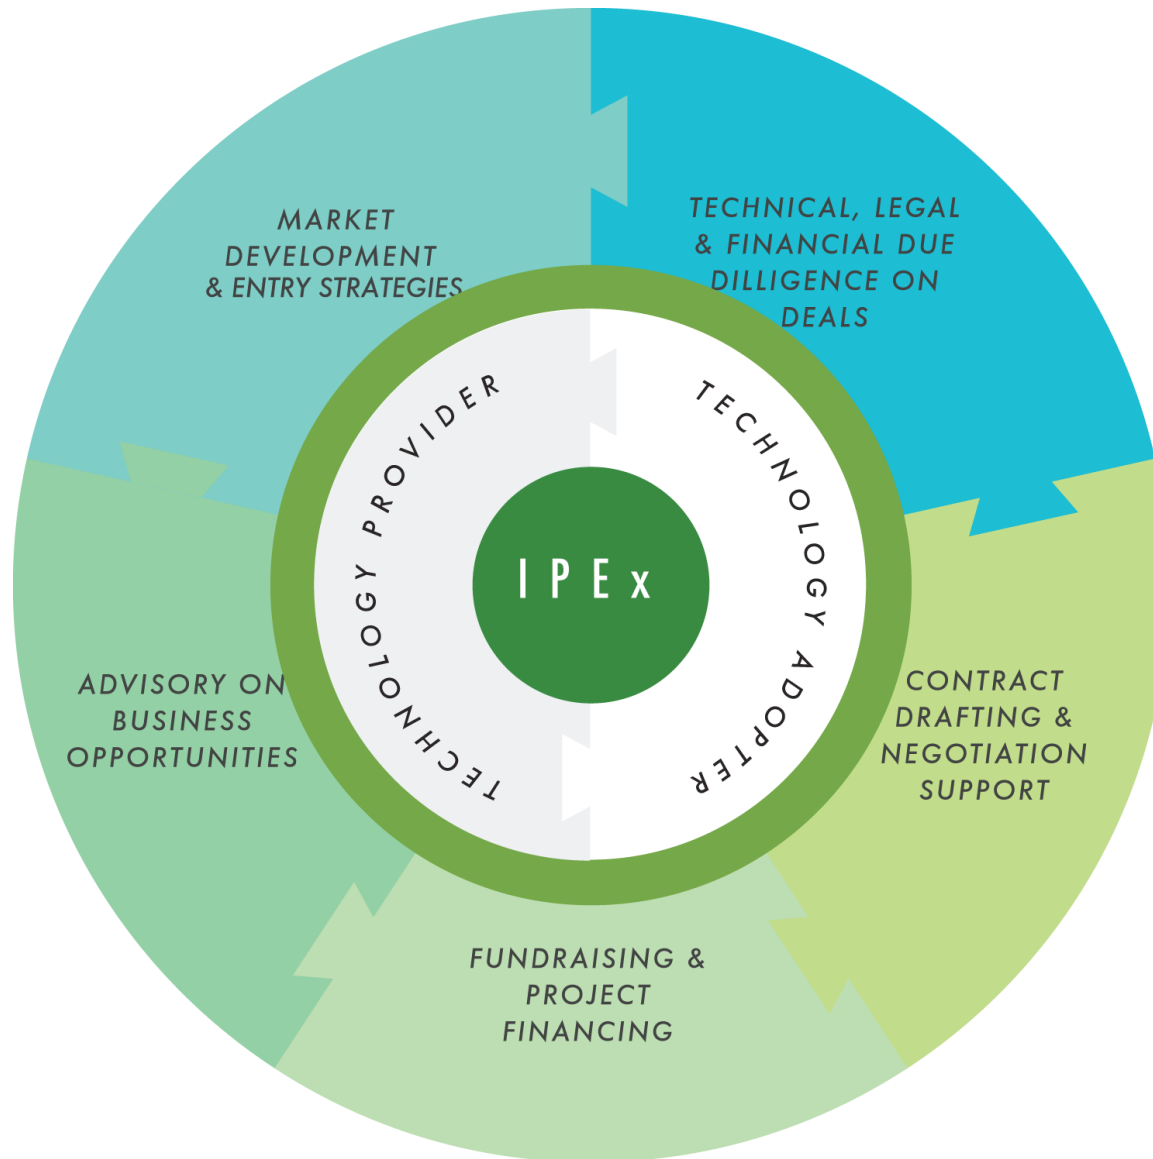 MARKET
DEVELOPMENT
& ENTRY STRATEGIES
TECHNICAL, LEGAL
& FINANCIAL DUE
DILLIGENCE ON
DEALS
TECHNOLOGY PROVIDER
TECHNOLOGY ADOPTER
IPEx
ADVISORY ON
BUSINESS
OPPORTUNITIES
CONTRACT
DRAFTING &
NEGOTIATION
SUPPORT
FUNDRAISING &
PROJECT
FINANCING